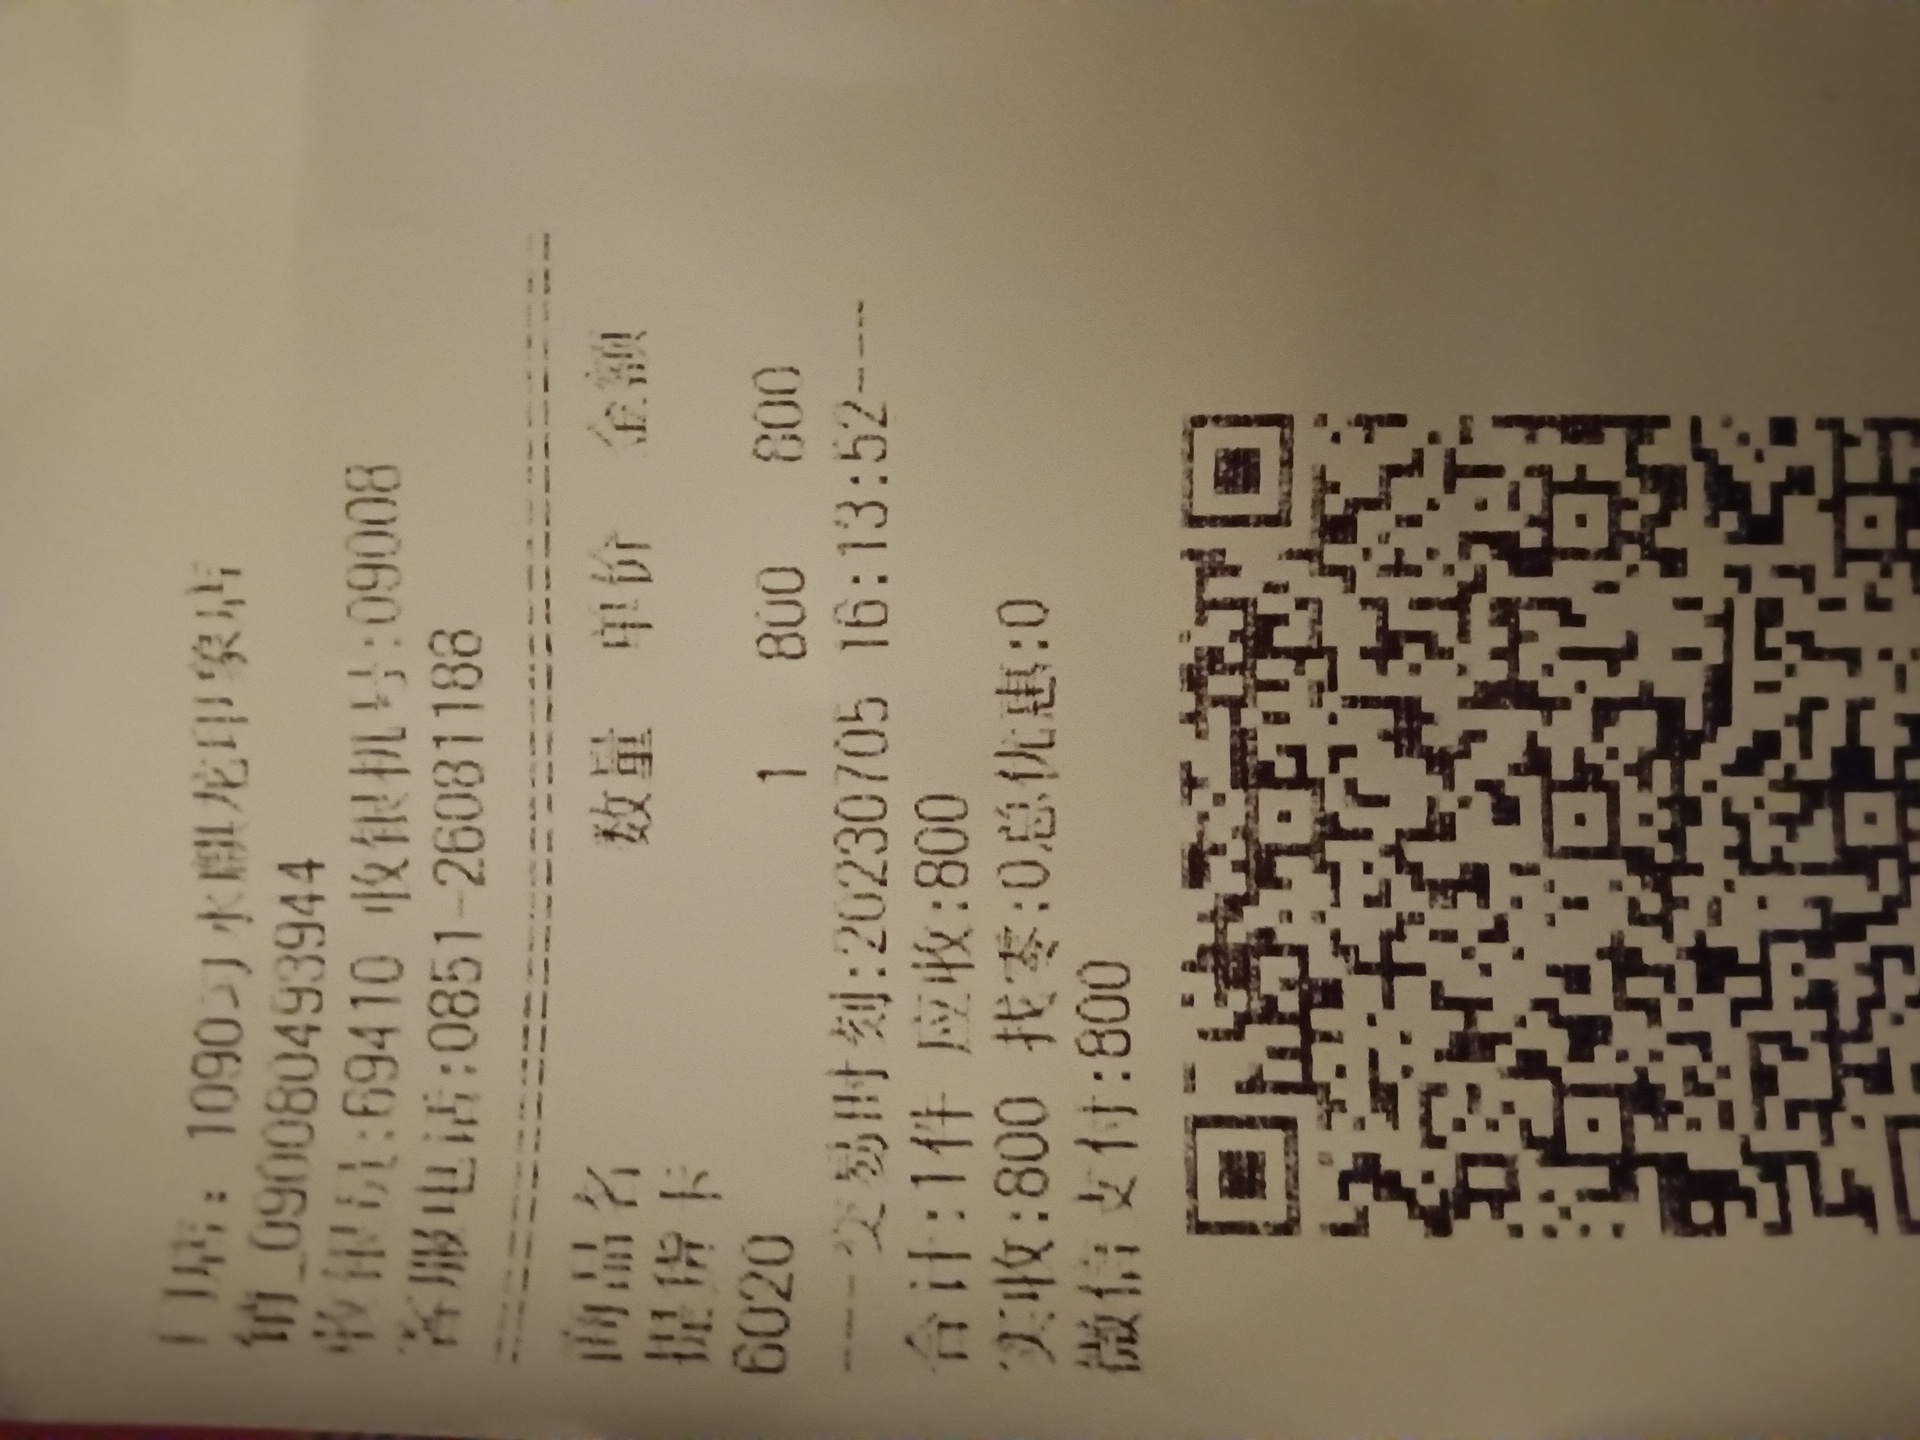 门店: 1090习水麒龙印象店
销_09008049394​4
收银员:69410 收银机号:09008
客服电话:0851-26081188
商品名 数量 单价 金额
提货卡
6020 1 800 800
----交易时刻:20230705 16:13:52----
合计:1件 应收:800
实收:800 找零:0总优惠:0
微信支付:800